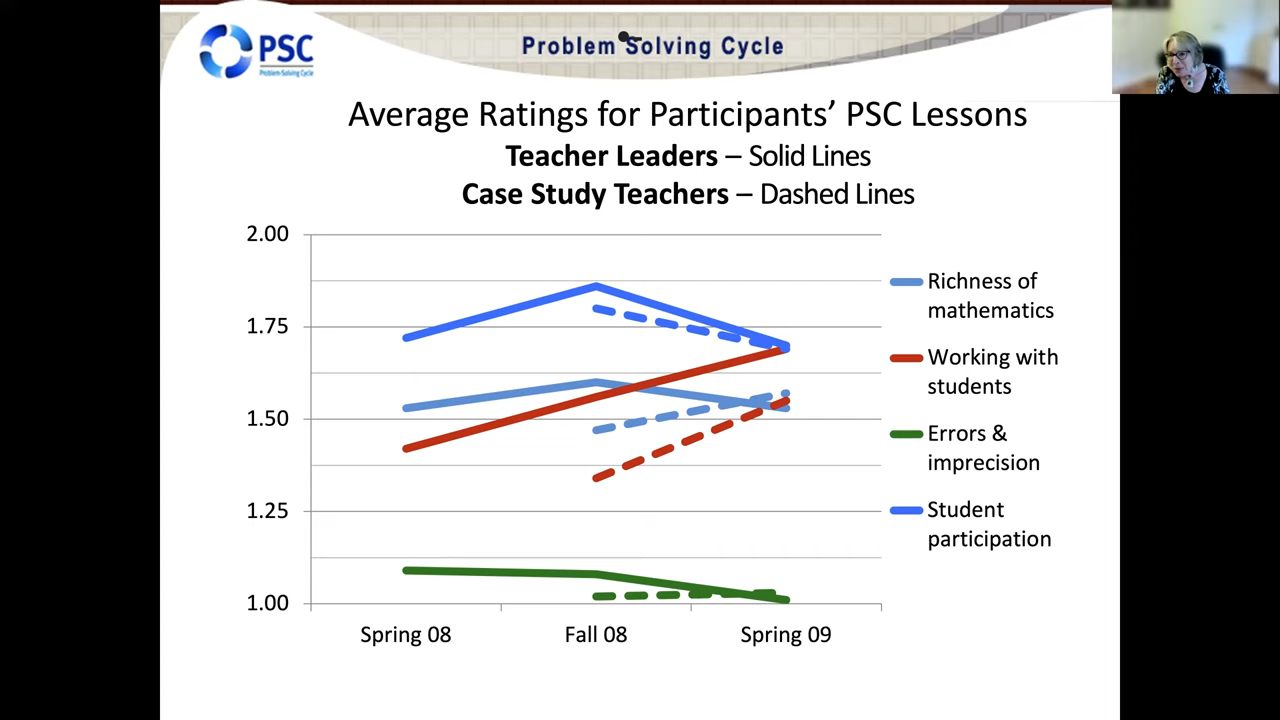 PSC
Problem-Solving Cycle
Problem Solving Cycle
Average Ratings for Participants’ PSC Lessons
Teacher Leaders – Solid Lines
Case Study Teachers – Dashed Lines
2.00
1.75
1.50
1.25
1.00
Spring 08 Fall 08 Spring 09
Richness of
mathematics
Working with
students
Errors &
imprecision
Student
participation